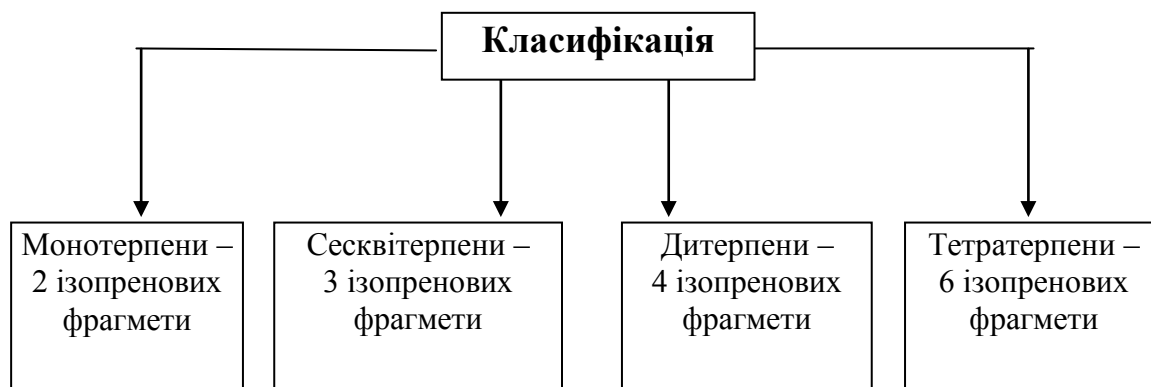 Класифікація
Монотерпени –
2 ізопренових
фрагмети
Сесквітерпени –
3 ізопренових
фрагмети
Дитерпени –
4 ізопренових
фрагмети
Тетратерпени –
6 ізопренових
фрагмети